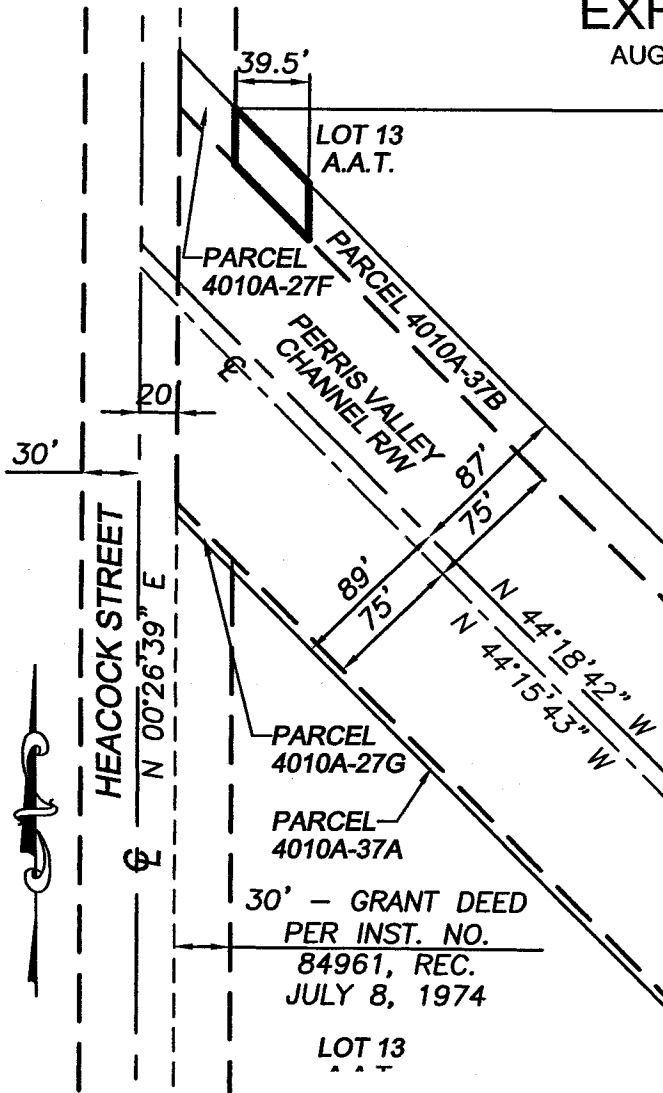 EXH
AUG
39.5'
LOT 13
A.A.T.
PARCEL
4010A-27F
PARCEL 4010A-37B
PERRIS VALLEY
CHANNEL R/W
℄
20'
30'
87'
75'
89'
75'
HEACOCK STREET
N 00°26'39" E
℄
N 44°18'42" W
N 44°15'43" W
PARCEL
4010A-27G
PARCEL
4010A-37A
30' – GRANT DEED
PER INST. NO.
84961, REC.
JULY 8, 1974
LOT 13